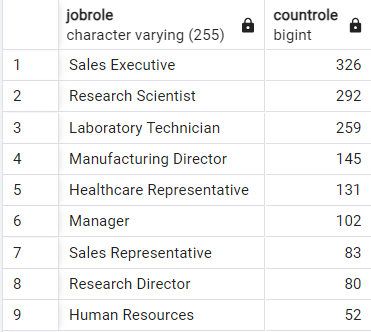 jobrole countrole
character varying (255) bigint
1 Sales Executive 326
2 Research Scientist 292
3 Laboratory Technician 259
4 Manufacturing Director 145
5 Healthcare Representative 131
6 Manager 102
7 Sales Representative 83
8 Research Director 80
9 Human Resources 52